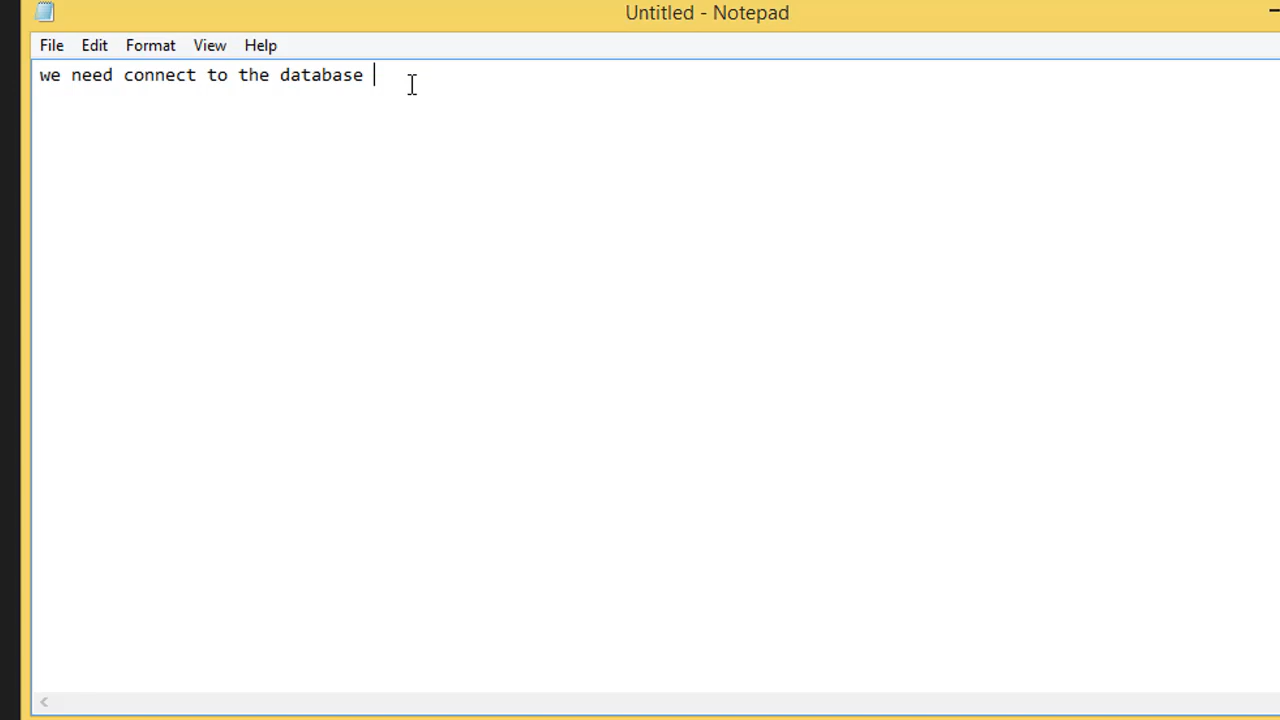 Untitled - Notepad
File Edit Format View Help
we need connect to the database